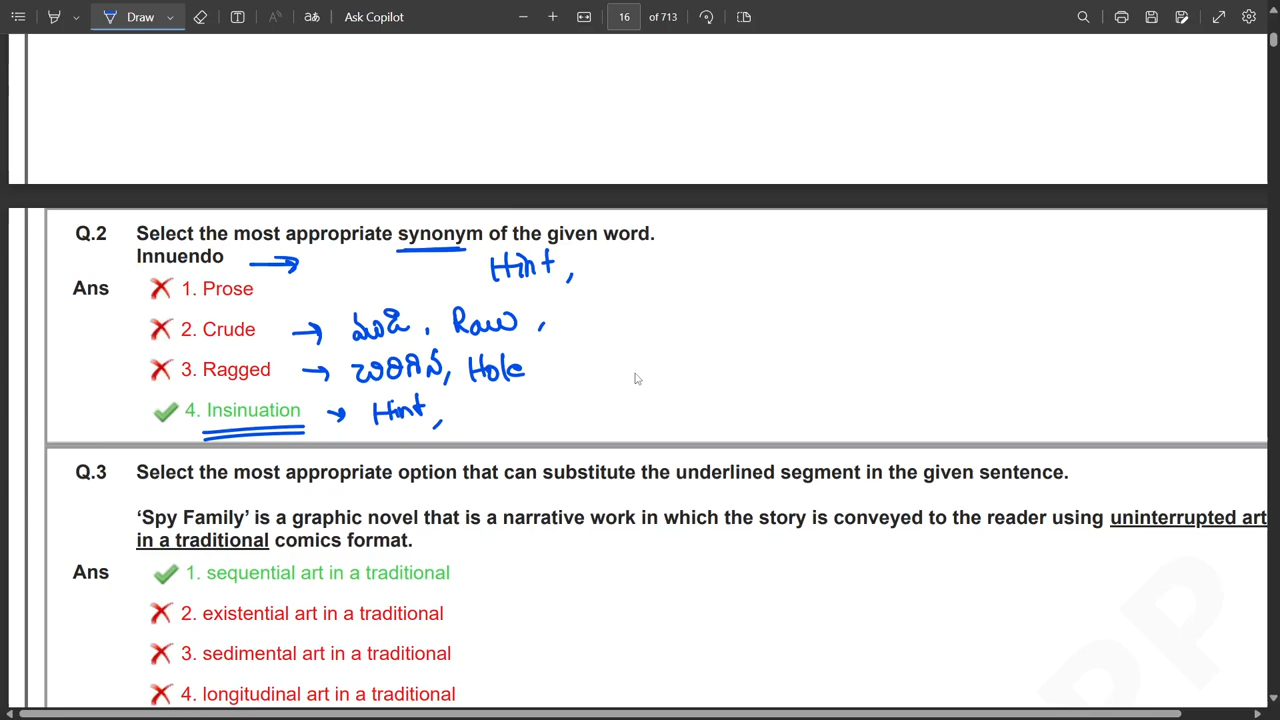 Draw
aあ
Ask Copilot
16 of 713
Q.2 Select the most appropriate synonym of the given word.
Innuendo → Hint,
Ans 1. Prose
2. Crude → ముడి, Raw,
3. Ragged → Hole
4. Insinuation → Hint,
Q.3 Select the most appropriate option that can substitute the underlined segment in the given sentence.
‘Spy Family’ is a graphic novel that is a narrative work in which the story is conveyed to the reader using uninterrupted art
in a traditional comics format.
Ans 1. sequential art in a traditional
2. existential art in a traditional
3. sedimental art in a traditional
4. longitudinal art in a traditional
PP